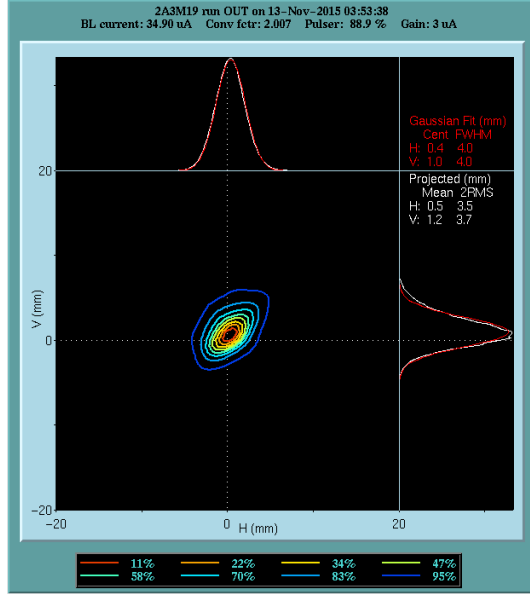 2A3M19 run OUT on 13-Nov-2015 03:53:38
BL current: 34.90 uA Conv fctr: 2.007 Pulser: 88.9 % Gain: 3 uA
Gaussian Fit (mm)
Cent FWHM
H: 0.4 4.0
V: 1.0 4.0
20
Projected (mm)
Mean 2RMS
H: 0.5 3.5
V: 1.2 3.7
V (mm)
0
-20
-20 0 20
H (mm)
11% 22% 34% 47%
58% 70% 83% 95%